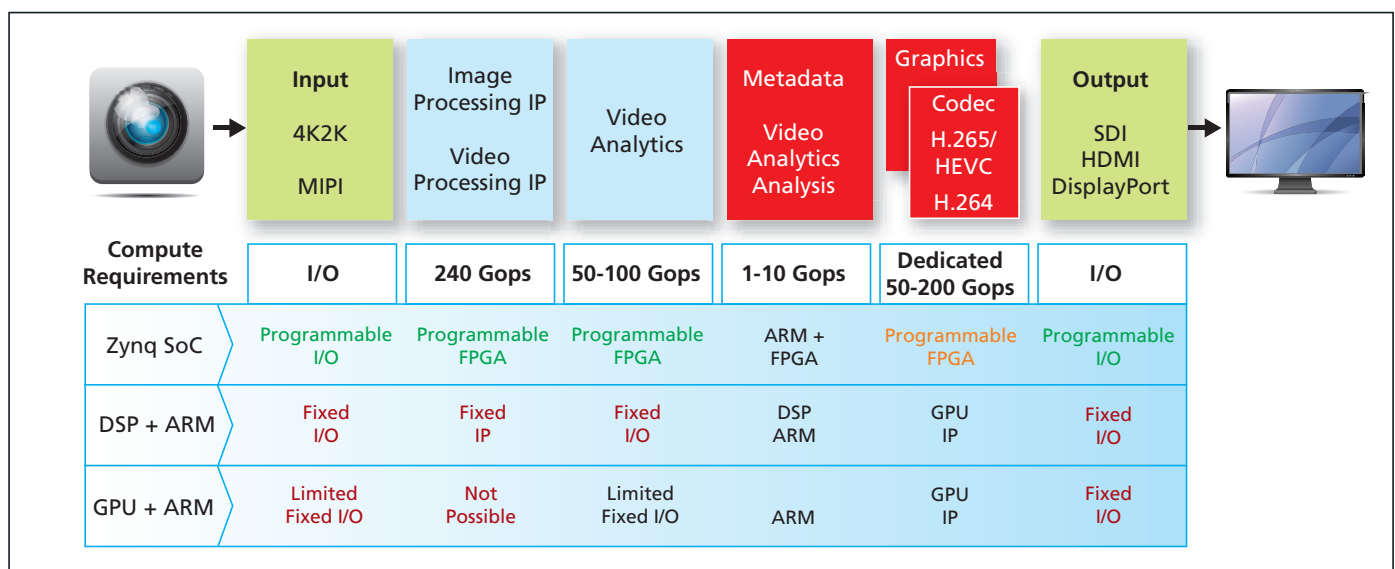 Input
4K2K
MIPI
Image
Processing IP
Video
Processing IP
Video
Analytics
Metadata
Video
Analytics
Analysis
Graphics
Codec
H.265/
HEVC
H.264
Output
SDI
HDMI
DisplayPort
Compute
Requirements
I/O
240 Gops
50-100 Gops
1-10 Gops
Dedicated
50-200 Gops
I/O
Zynq SoC
Programmable
I/O
Programmable
FPGA
Programmable
FPGA
ARM +
FPGA
Programmable
FPGA
Programmable
I/O
DSP + ARM
Fixed
I/O
Fixed
IP
Fixed
I/O
DSP
ARM
GPU
IP
Fixed
I/O
GPU + ARM
Limited
Fixed I/O
Not
Possible
Limited
Fixed I/O
ARM
GPU
IP
Fixed
I/O